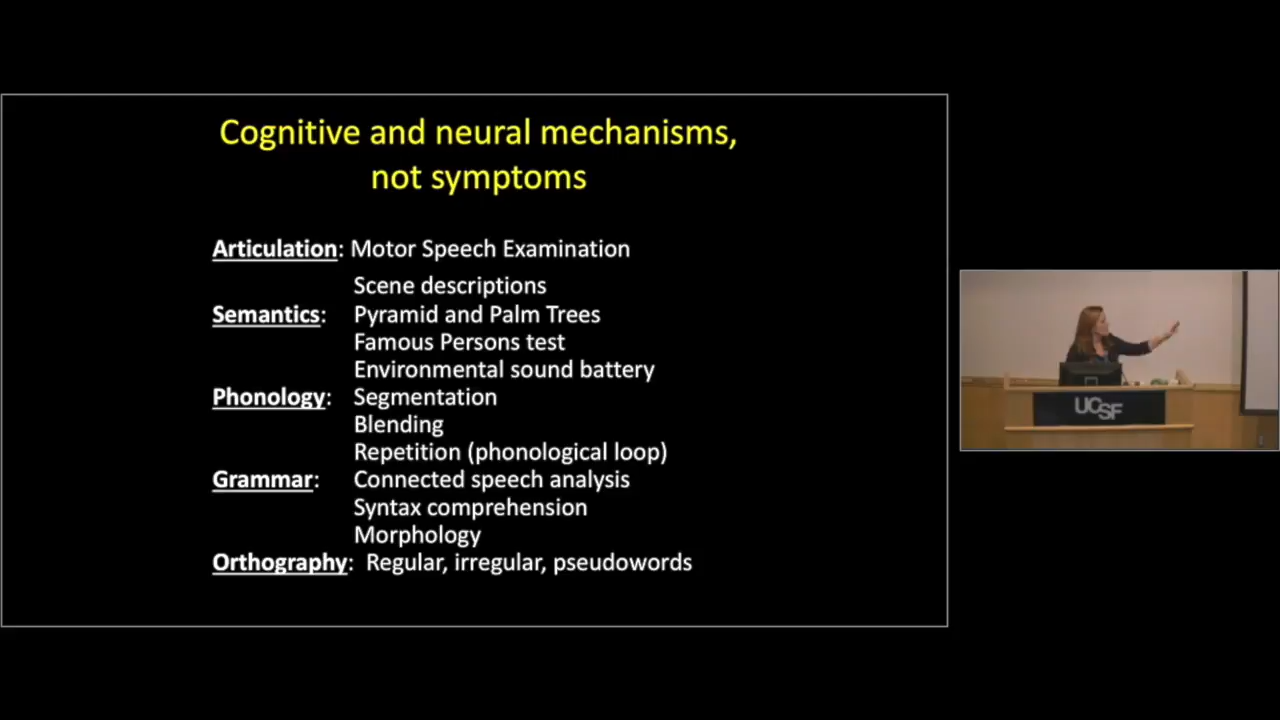 Cognitive and neural mechanisms,
not symptoms
Articulation: Motor Speech Examination
Scene descriptions
Semantics: Pyramid and Palm Trees
Famous Persons test
Environmental sound battery
Phonology: Segmentation
Blending
Repetition (phonological loop)
Grammar: Connected speech analysis
Syntax comprehension
Morphology
Orthography: Regular, irregular, pseudowords
UCSF